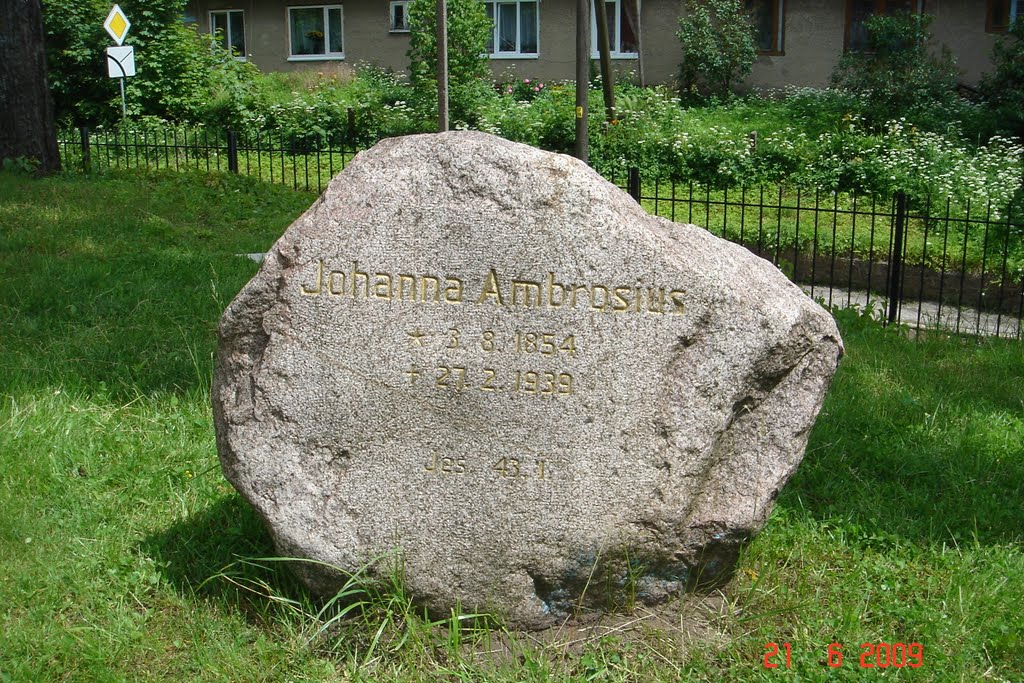 Johanna Ambrosius
* 3. 8. 1854
+ 27. 2. 1939
Jes. 43. 1.
21 6 2009